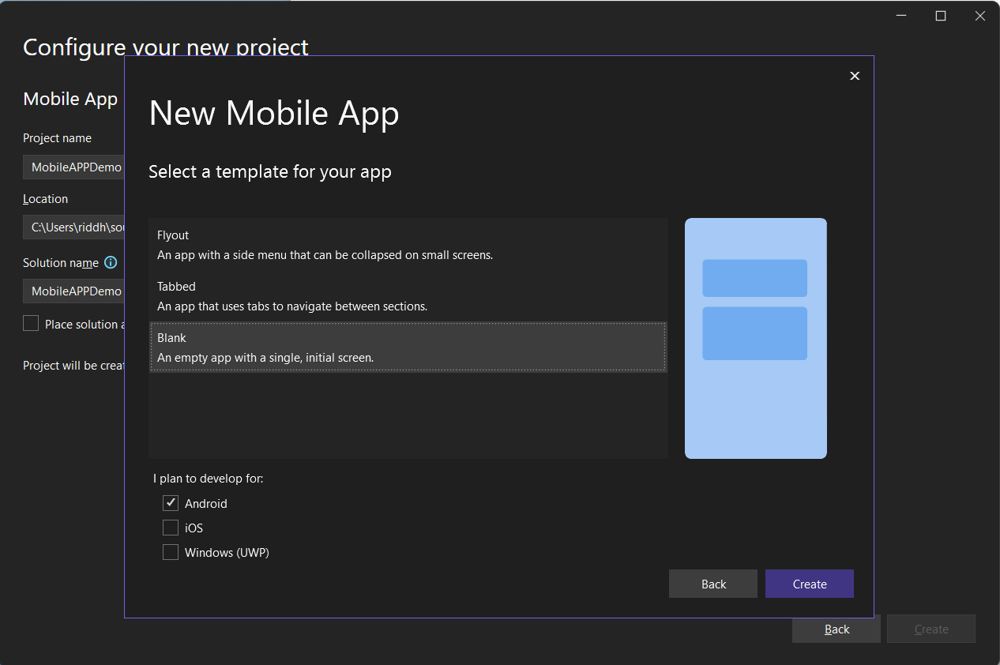 Configure your new project
Mobile App
Project name
MobileAPPDemo
Location
C:\Users\riddh\sou
Solution name
MobileAPPDemo
Place solution a
Project will be creat
New Mobile App
Select a template for your app
Flyout
An app with a side menu that can be collapsed on small screens.
Tabbed
An app that uses tabs to navigate between sections.
Blank
An empty app with a single, initial screen.
I plan to develop for:
Android
iOS
Windows (UWP)
Back
Create
Back
Create